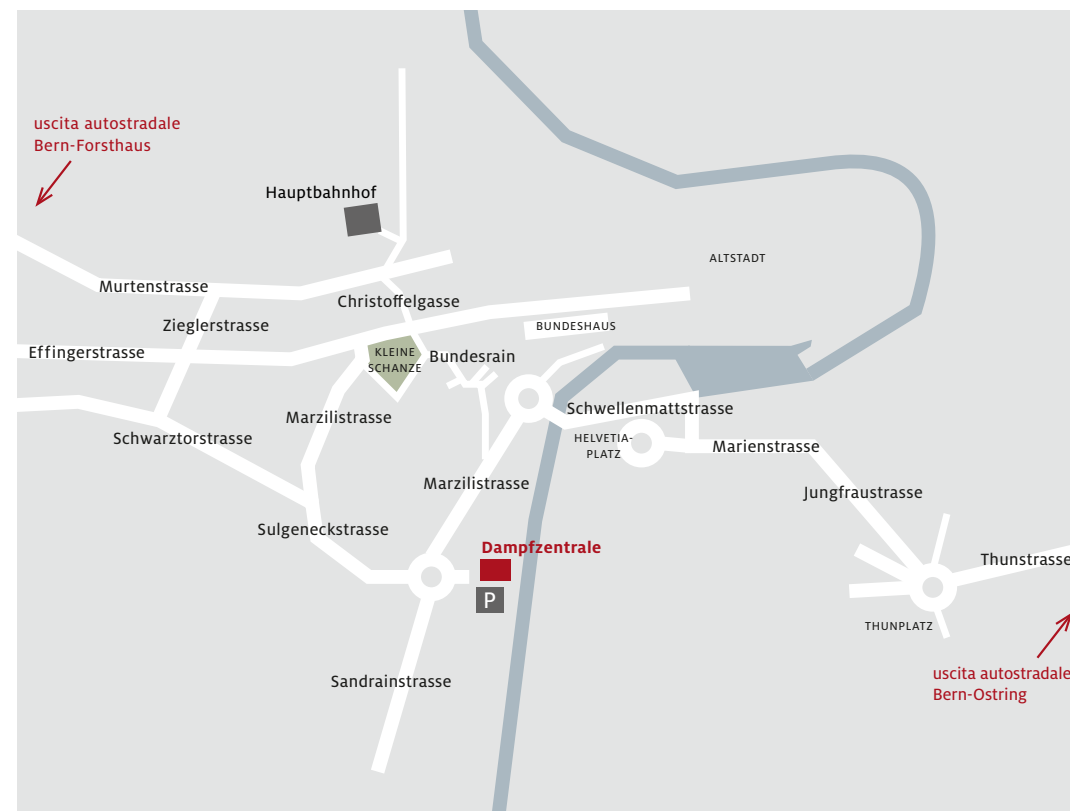 uscita autostradale
Bern-Forsthaus
Hauptbahnhof
ALTSTADT
Murtenstrasse
Christoffelgasse
Zieglerstrasse
BUNDESHAUS
Effingerstrasse
KLEINE
SCHANZE
Bundesrain
Marzilistrasse
Schwellenmattstrasse
Schwarztorstrasse
HELVETIA-
PLATZ
Marienstrasse
Marzilistrasse
Jungfraustrasse
Sulgeneckstrasse
Dampfzentrale
Thunstrasse
P
THUNPLATZ
Sandrainstrasse
uscita autostradale
Bern-Ostring